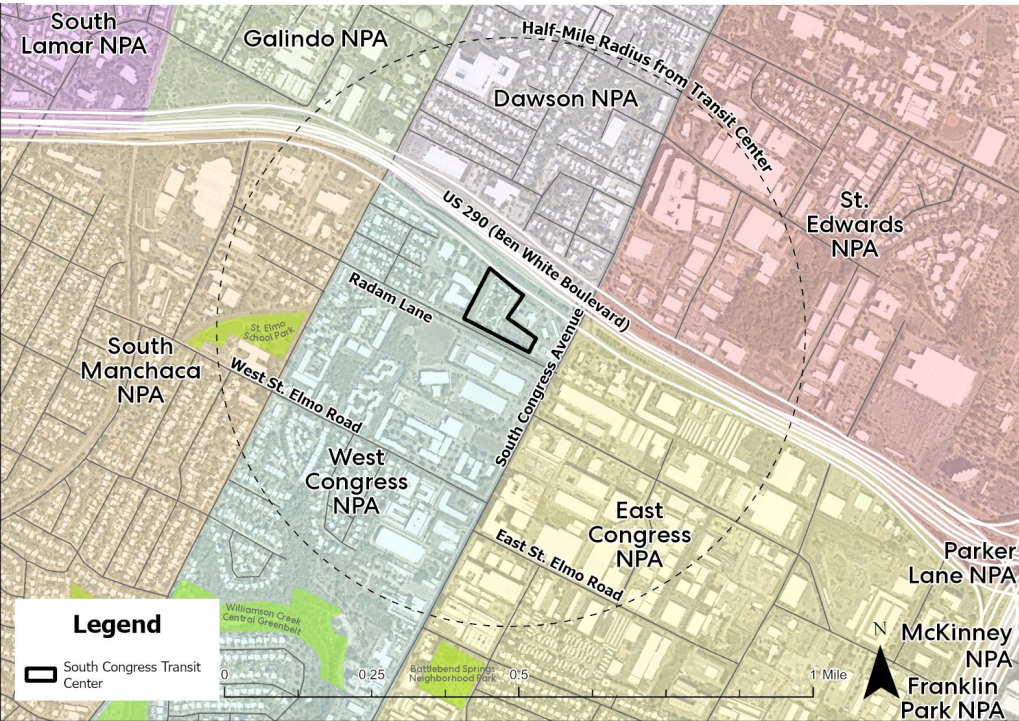 South
Lamar NPA
Galindo NPA
Half-Mile Radius from Transit Center
Dawson NPA
St.
Edwards
NPA
US 290 (Ben White Boulevard)
Radam Lane
St. Elmo
School Park
South
Manchaca
NPA
West St. Elmo Road
South Congress Avenue
West
Congress
NPA
East
Congress
NPA
East St. Elmo Road
Parker
Lane NPA
Williamson Creek
Central Greenbelt
Battlebend Springs
Neighborhood Park
N
McKinney
NPA
Franklin
Park NPA
Legend
South Congress Transit
Center
0
0.25
0.5
1 Mile